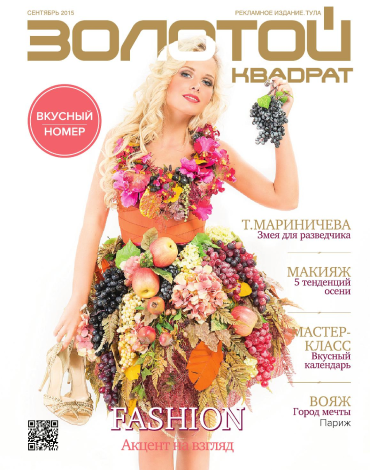 СЕНТЯБРЬ 2015
РЕКЛАМНОЕ ИЗДАНИЕ. ТУЛА
ЗОЛОТОЙ
КВАДРАТ
ВКУСНЫЙ
НОМЕР
Т.МАРИНИЧЕВА
Змея для разведчика
МАКИЯЖ
5 тенденций
осени
МАСТЕР-
КЛАСС
Вкусный
календарь
ВОЯЖ
Город мечты
Париж
FASHION
Акцент на взгляд